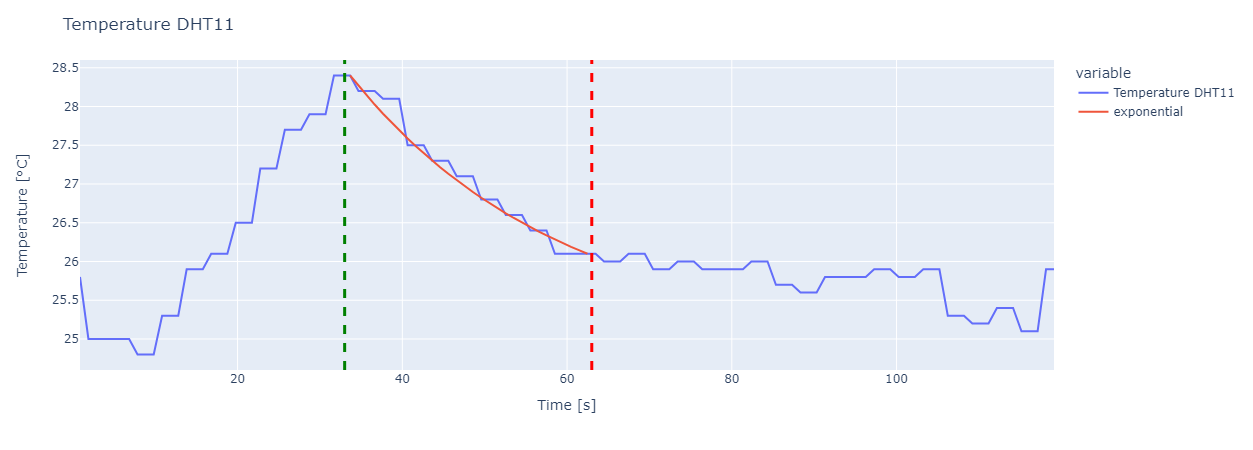 Temperature DHT11
variable
Temperature DHT11
exponential
Temperature [°C]
28.5
28
27.5
27
26.5
26
25.5
25
20
40
60
80
100
Time [s]